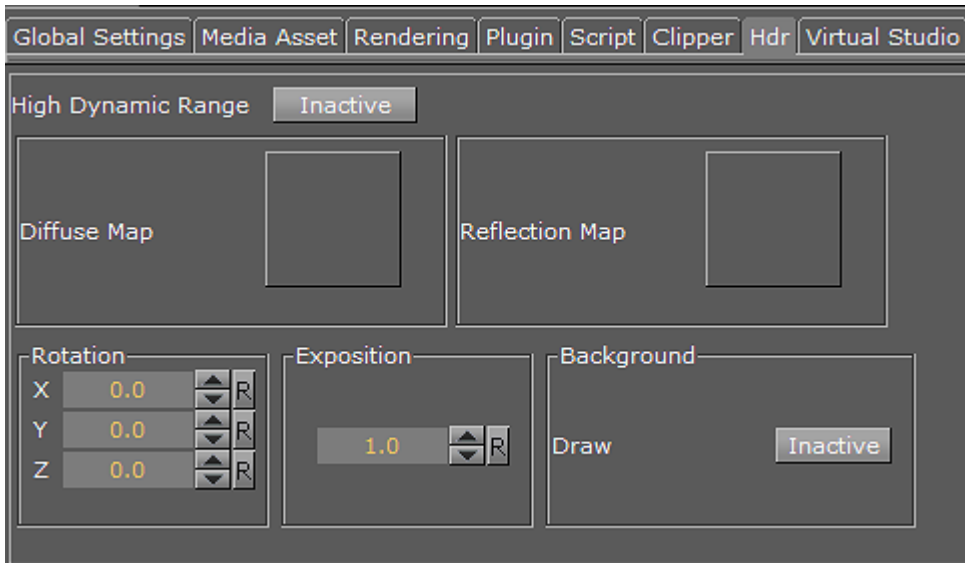 Global Settings Media Asset Rendering Plugin Script Clipper Hdr Virtual Studio
High Dynamic Range Inactive
Diffuse Map
Reflection Map
Rotation
X 0.0 R
Y 0.0 R
Z 0.0 R
Exposition
1.0 R
Background
Draw Inactive